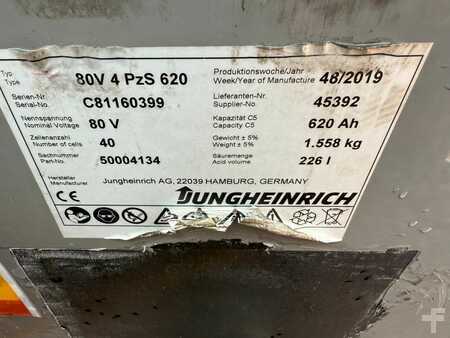 Typ
Type
80V 4 PzS 620
Produktionswoche/Jahr
Week/Year of Manufacture
48/2019
Serien-Nr.
Serial-No.
C81160399
Lieferanten-Nr.
Supplier-No.
45392
Nennspannung
Nominal Voltage
80 V
Kapazität C5
Capacity C5
620 Ah
Zellenanzahl
Number of cells
40
Gewicht ± 5%
Weight ± 5%
1.558 kg
Sachnummer
Part-No.
50004134
Säuremenge
Acid volume
226 l
Hersteller
Manufacturer
Jungheinrich AG, 22039 HAMBURG, GERMANY
CE
JUNGHEINRICH